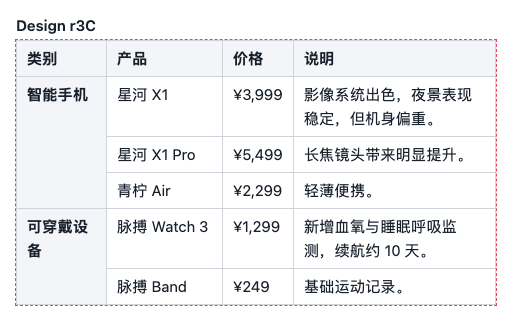 Design r3C
类别 产品 价格 说明
智能手机 星河 X1 ¥3,999 影像系统出色，夜景表现
稳定，但机身偏重。
星河 X1 Pro ¥5,499 长焦镜头带来明显提升。
青柠 Air ¥2,299 轻薄便携。
可穿戴设 脉搏 Watch 3 ¥1,299 新增血氧与睡眠呼吸监
备 测，续航约 10 天。
脉搏 Band ¥249 基础运动记录。